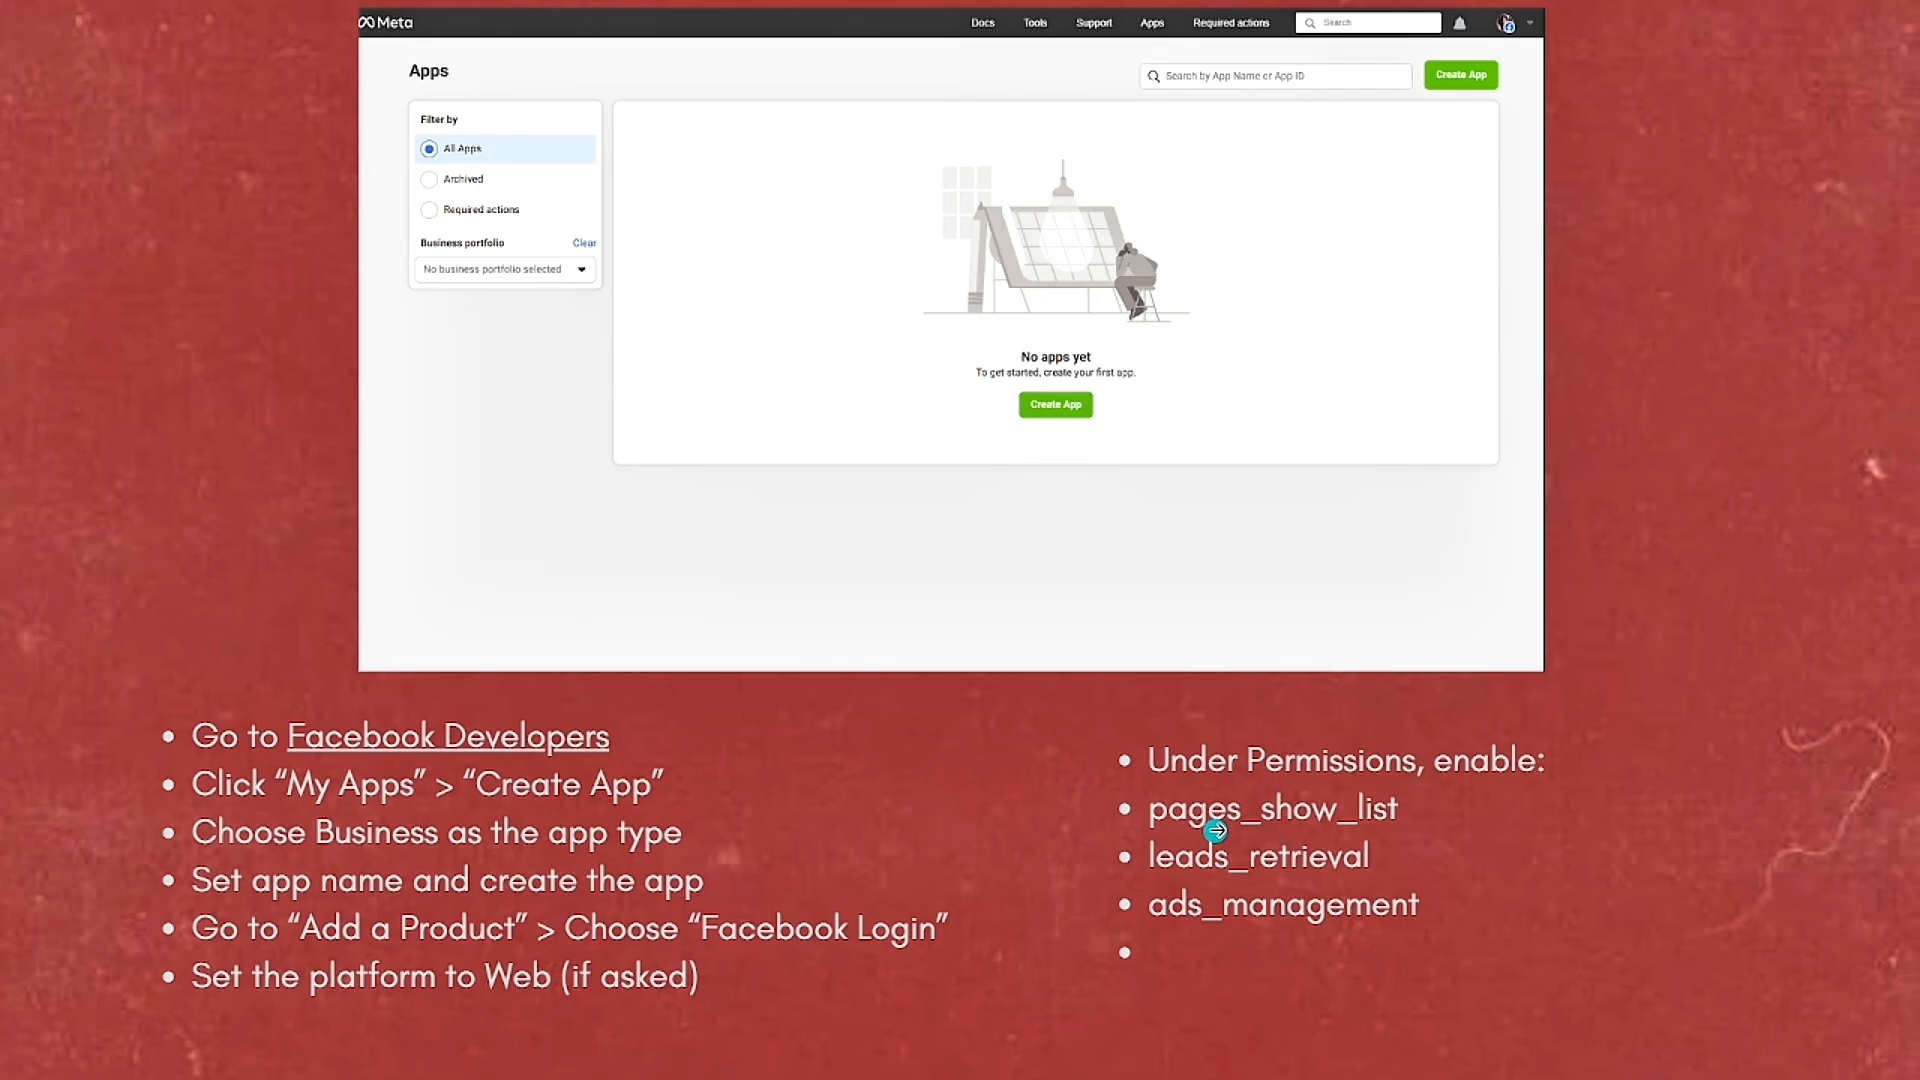 Meta
Docs Tools Support Apps Required actions Search
Apps
Search by App Name or App ID
Create App
Filter by
All Apps
Archived
Required actions
Business portfolio Clear
No business portfolio selected
No apps yet
To get started, create your first app.
Create App
• Go to Facebook Developers
• Click “My Apps” > “Create App”
• Choose Business as the app type
• Set app name and create the app
• Go to “Add a Product” > Choose “Facebook Login”
• Set the platform to Web (if asked)
• Under Permissions, enable:
• pages_show_list
• leads_retrieval
• ads_management
•